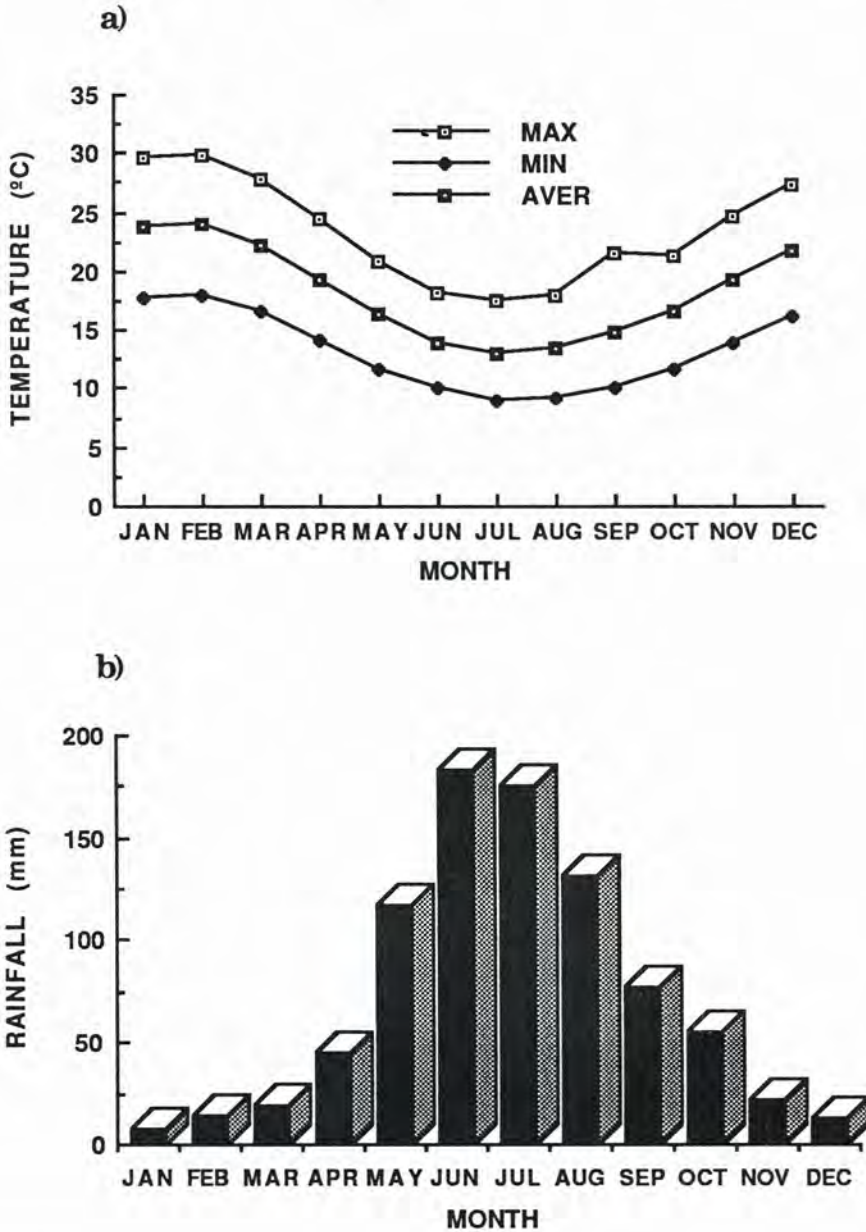 a)
TEMPERATURE (ºC)
35
30
25
20
15
10
5
0
MAX
MIN
AVER
JAN FEB MAR APR MAY JUN JUL AUG SEP OCT NOV DEC
MONTH
b)
RAINFALL (mm)
200
150
100
50
0
JAN FEB MAR APR MAY JUN JUL AUG SEP OCT NOV DEC
MONTH